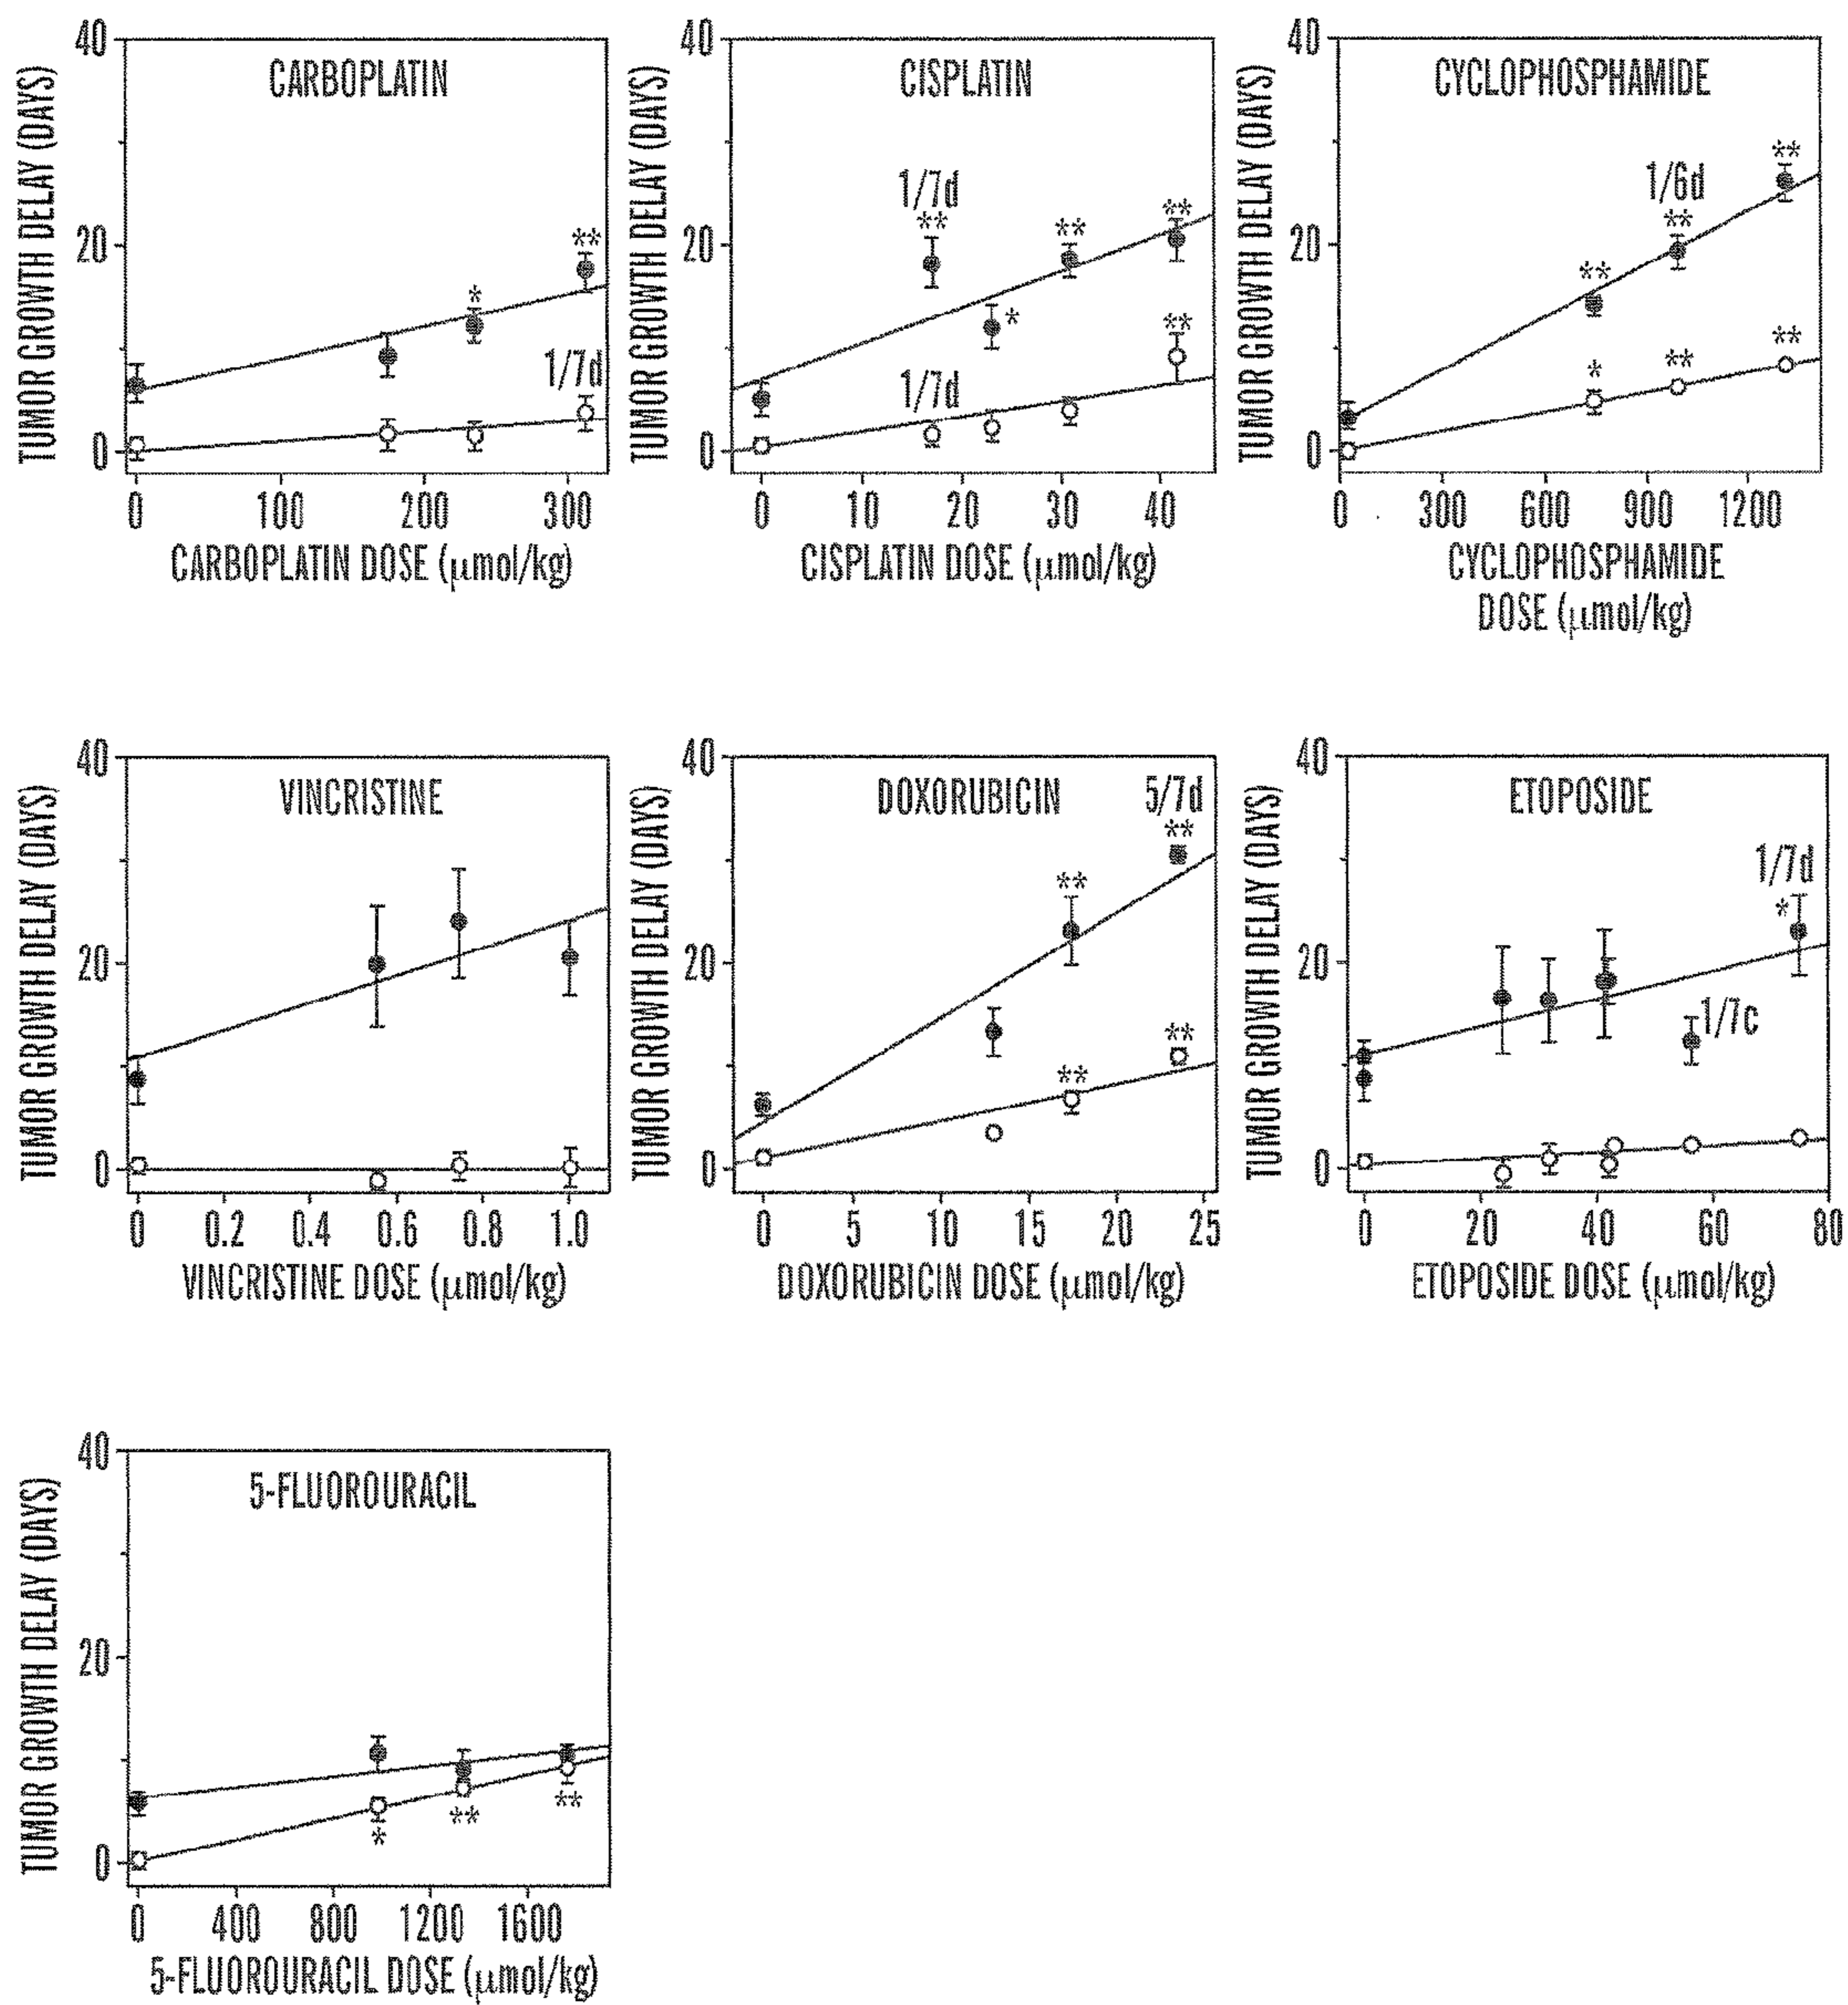 CARBOPLATIN
TUMOR GROWTH DELAY (DAYS)
40
20
0
**
*
1/7d
0 100 200 300
CARBOPLATIN DOSE (µmol/kg)
CISPLATIN
TUMOR GROWTH DELAY (DAYS)
40
20
0
1/7d
**
**
**
*
**
1/7d
0 10 20 30 40
CISPLATIN DOSE (µmol/kg)
CYCLOPHOSPHAMIDE
TUMOR GROWTH DELAY (DAYS)
40
20
0
**
1/6d
**
**
**
**
*
0 300 600 900 1200
CYCLOPHOSPHAMIDE
DOSE (µmol/kg)
VINCRISTINE
TUMOR GROWTH DELAY (DAYS)
40
20
0
0 0.2 0.4 0.6 0.8 1.0
VINCRISTINE DOSE (µmol/kg)
DOXORUBICIN
TUMOR GROWTH DELAY (DAYS)
40
20
0
5/7d
**
**
**
**
0 5 10 15 20 25
DOXORUBICIN DOSE (µmol/kg)
ETOPOSIDE
TUMOR GROWTH DELAY (DAYS)
40
20
0
1/7d
*
1/7c
0 20 40 60 80
ETOPOSIDE DOSE (µmol/kg)
5-FLUOROURACIL
TUMOR GROWTH DELAY (DAYS)
40
20
0
*
**
**
0 400 800 1200 1600
5-FLUOROURACIL DOSE (µmol/kg)